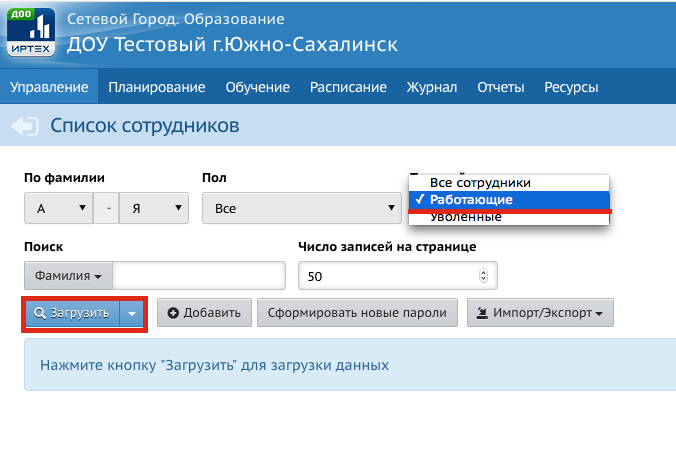 ДОО
ИРТЕХ
Сетевой Город. Образование
ДОУ Тестовый г.Южно-Сахалинск
Управление Планирование Обучение Расписание Журнал Отчеты Ресурсы
Список сотрудников
По фамилии Пол
Все сотрудники
✓ Работающие
Уволенные
А - Я Все
Поиск Число записей на странице
Фамилия 50
Загрузить Добавить Сформировать новые пароли Импорт/Экспорт
Нажмите кнопку "Загрузить" для загрузки данных